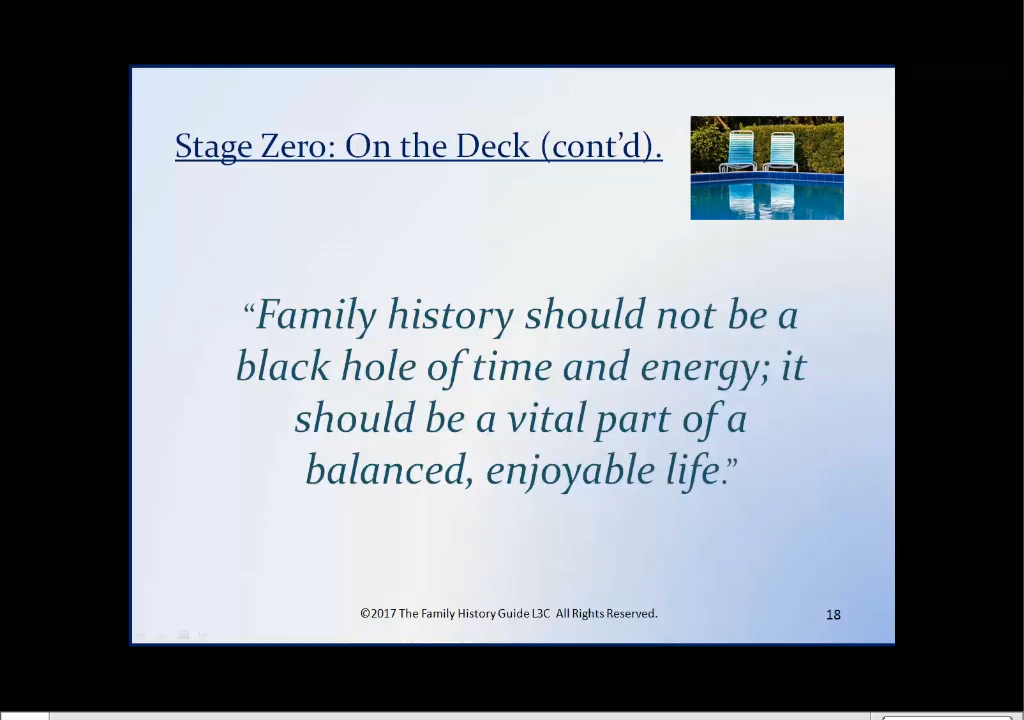 Stage Zero: On the Deck (cont’d).
“Family history should not be a
black hole of time and energy; it
should be a vital part of a
balanced, enjoyable life.”
©2017 The Family History Guide L3C  All Rights Reserved.
18